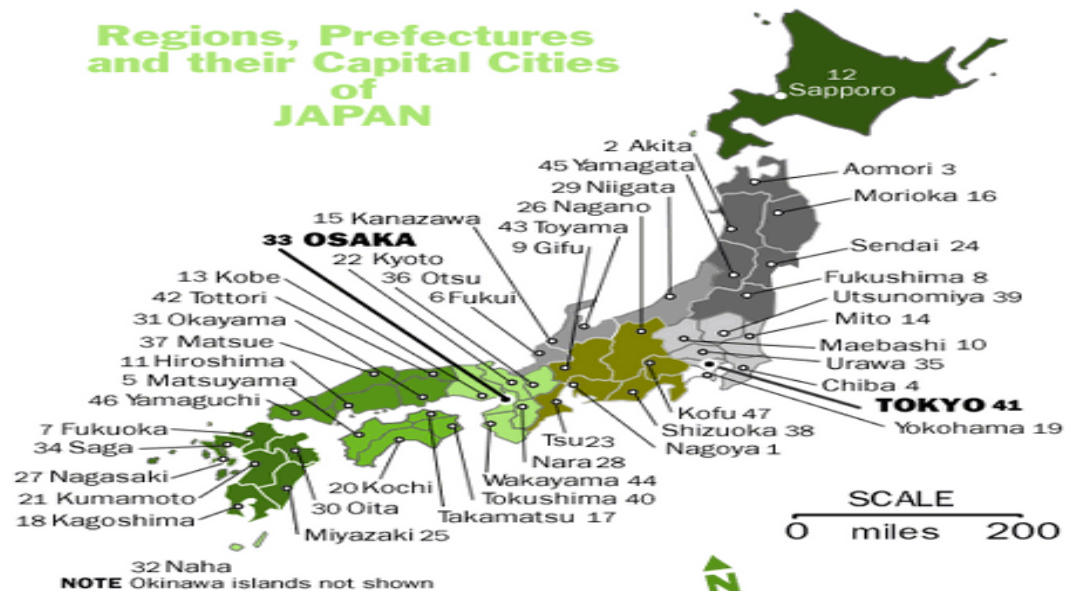 Regions, Prefectures
and their Capital Cities
of
JAPAN
12
Sapporo
2 Akita
45 Yamagata
29 Niigata
26 Nagano
43 Toyama
9 Gifu
15 Kanazawa
33 OSAKA
22 Kyoto
36 Otsu
6 Fukui
13 Kobe
42 Tottori
31 Okayama
37 Matsue
11 Hiroshima
5 Matsuyama
46 Yamaguchi
7 Fukuoka
34 Saga
27 Nagasaki
21 Kumamoto
18 Kagoshima
Aomori 3
Morioka 16
Sendai 24
Fukushima 8
Utsunomiya 39
Mito 14
Maebashi 10
Urawa 35
Chiba 4
TOKYO 41
Yokohama 19
Kofu 47
Shizuoka 38
Nagoya 1
Tsu 23
Nara 28
Wakayama 44
Tokushima 40
Takamatsu 17
20 Kochi
30 Oita
Miyazaki 25
32 Naha
NOTE Okinawa islands not shown
SCALE
0 miles 200
N